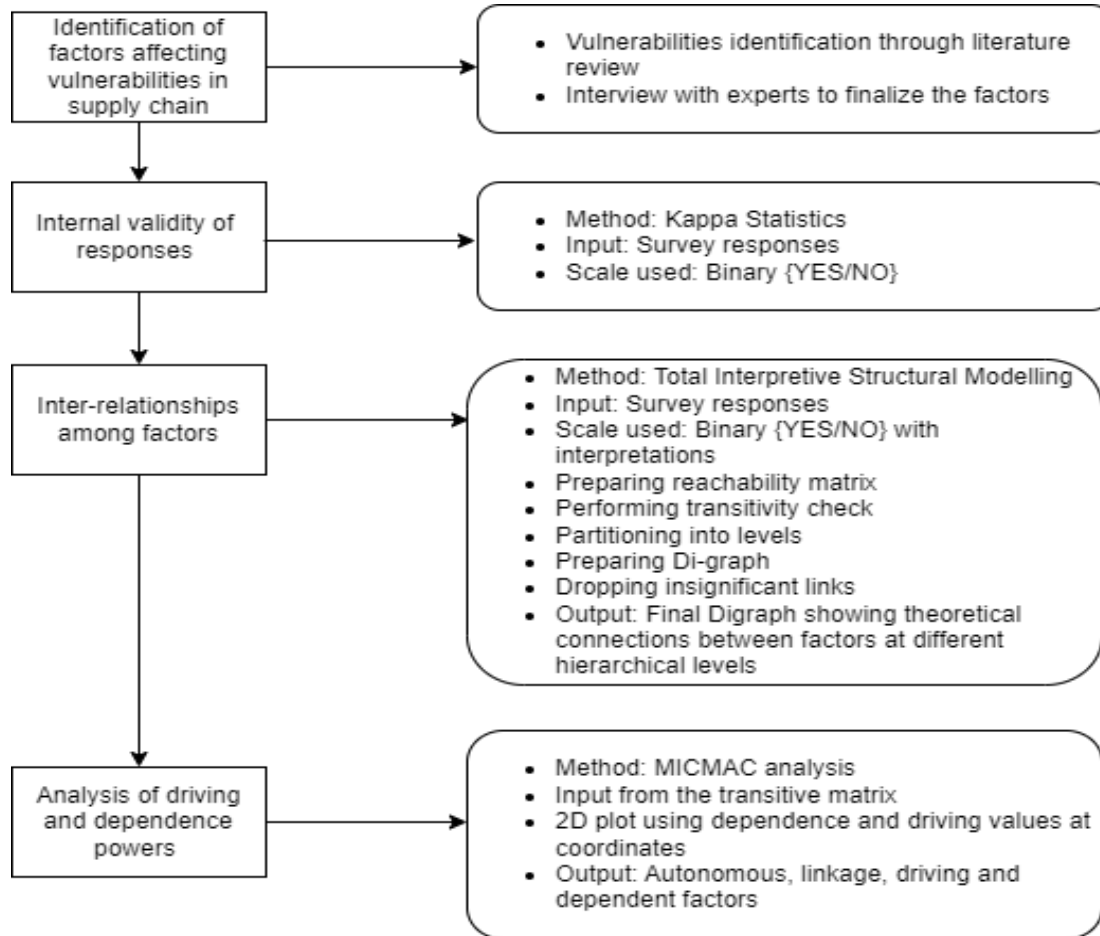 Identification of
factors affecting
vulnerabilities in
supply chain
• Vulnerabilities identification through literature
review
• Interview with experts to finalize the factors
Internal validity of
responses
• Method: Kappa Statistics
• Input: Survey responses
• Scale used: Binary {YES/NO}
Inter-relationships
among factors
• Method: Total Interpretive Structural Modelling
• Input: Survey responses
• Scale used: Binary {YES/NO} with
interpretations
• Preparing reachability matrix
• Performing transitivity check
• Partitioning into levels
• Preparing Di-graph
• Dropping insignificant links
• Output: Final Digraph showing theoretical
connections between factors at different
hierarchical levels
Analysis of driving
and dependence
powers
• Method: MICMAC analysis
• Input from the transitive matrix
• 2D plot using dependence and driving values at
coordinates
• Output: Autonomous, linkage, driving and
dependent factors